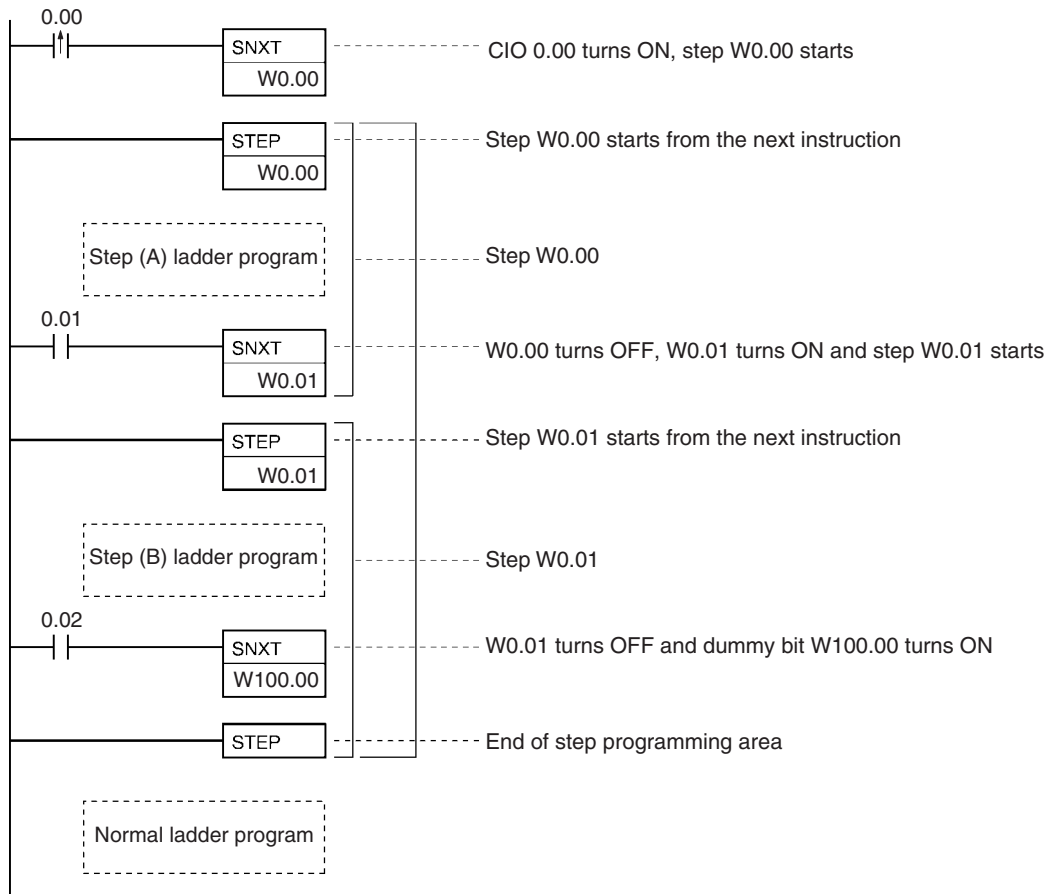 0.00
SNXT
W0.00
CIO 0.00 turns ON, step W0.00 starts
STEP
W0.00
Step W0.00 starts from the next instruction
Step (A) ladder program
Step W0.00
0.01
SNXT
W0.01
W0.00 turns OFF, W0.01 turns ON and step W0.01 starts
STEP
W0.01
Step W0.01 starts from the next instruction
Step (B) ladder program
Step W0.01
0.02
SNXT
W100.00
W0.01 turns OFF and dummy bit W100.00 turns ON
STEP
End of step programming area
Normal ladder program